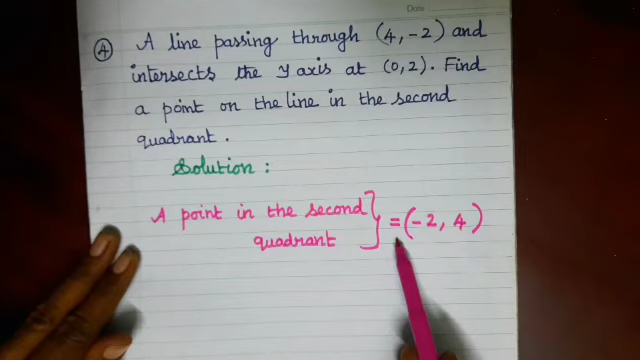 Date
4 A line passing through (4,-2) and
intersects the Y axis at (0,2). Find
a point on the line in the second
quadrant.
Solution:
A point in the second
quadrant } = (-2, 4)